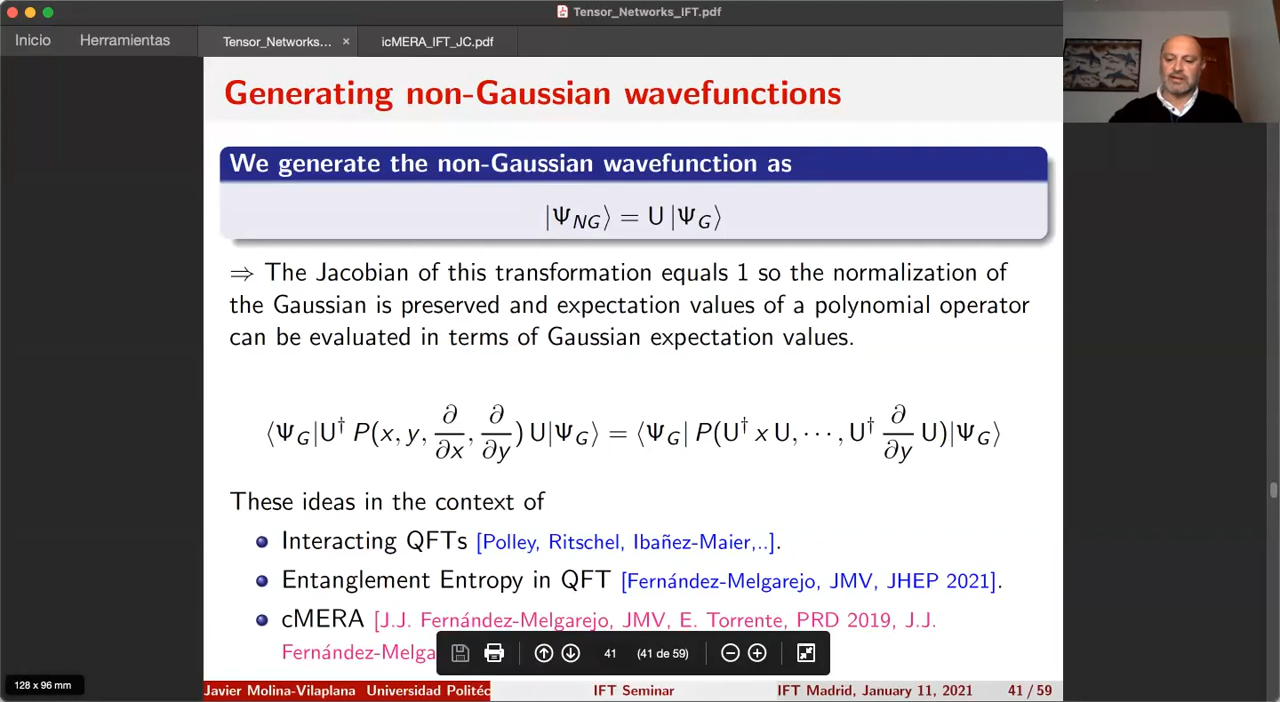 Tensor_Networks_IFT.pdf
Inicio Herramientas Tensor_Networks... × icMERA_IFT_JC.pdf
Generating non-Gaussian wavefunctions
We generate the non-Gaussian wavefunction as
|Ψ_NG⟩ = U |Ψ_G⟩
⇒ The Jacobian of this transformation equals 1 so the normalization of
the Gaussian is preserved and expectation values of a polynomial operator
can be evaluated in terms of Gaussian expectation values.
⟨Ψ_G|U† P(x, y, ∂/∂x, ∂/∂y) U|Ψ_G⟩ = ⟨Ψ_G| P(U† x U, ⋯, U† ∂/∂y U)|Ψ_G⟩
These ideas in the context of
Interacting QFTs [Polley, Ritschel, Ibañez-Maier,..].
Entanglement Entropy in QFT [Fernández-Melgarejo, JMV, JHEP 2021].
cMERA [J.J. Fernández-Melgarejo, JMV, E. Torrente, PRD 2019, J.J.
Fernández-Melga
41 (41 de 59)
128 x 96 mm
Javier Molina-Vilaplana Universidad Politéc IFT Seminar IFT Madrid, January 11, 2021 41 / 59